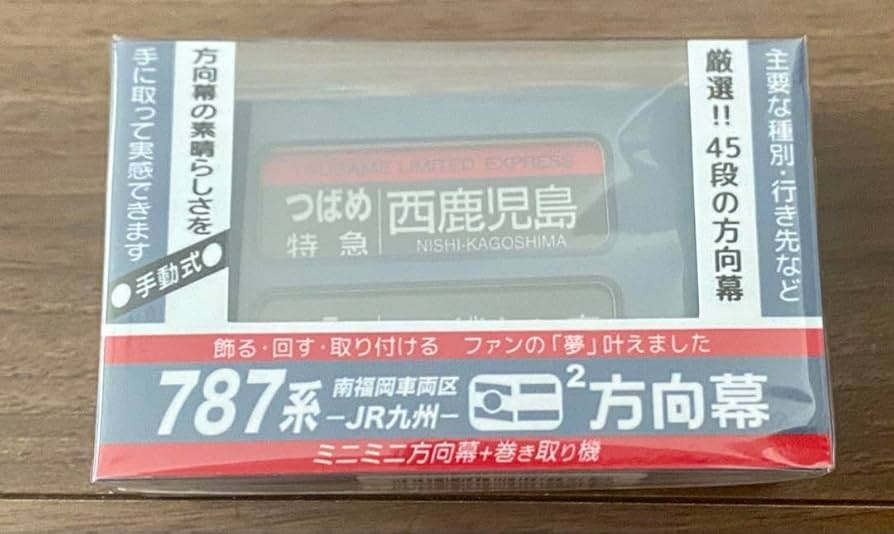 主要な種別・行き先など
厳選!! 45段の方向幕
方向幕の素晴らしさを
手に取って実感できます
●手動式●
TSUBAME LIMITED EXPRESS
つばめ
特急
西鹿児島
NISHI-KAGOSHIMA
飾る・回す・取り付ける ファンの「夢」叶えました
787系
南福岡車両区
-JR九州-
2 方向幕
ミニミニ方向幕+巻き取り機